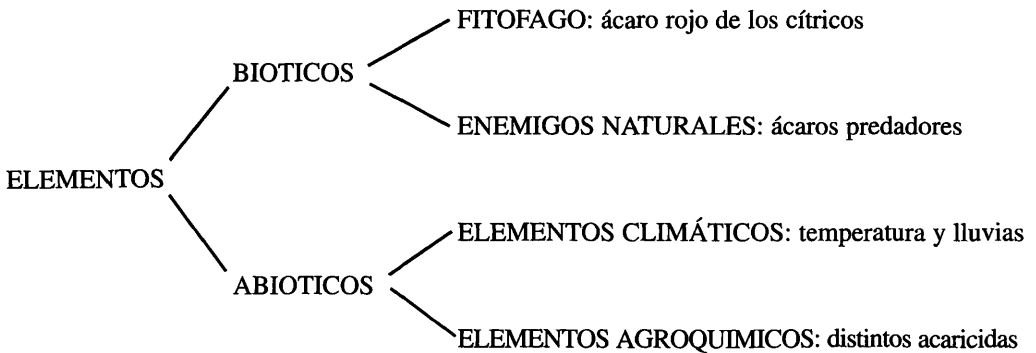 FITOFAGO: ácaro rojo de los cítricos
BIOTICOS
ENEMIGOS NATURALES: ácaros predadores
ELEMENTOS
ELEMENTOS CLIMÁTICOS: temperatura y lluvias
ABIOTICOS
ELEMENTOS AGROQUIMICOS: distintos acaricidas